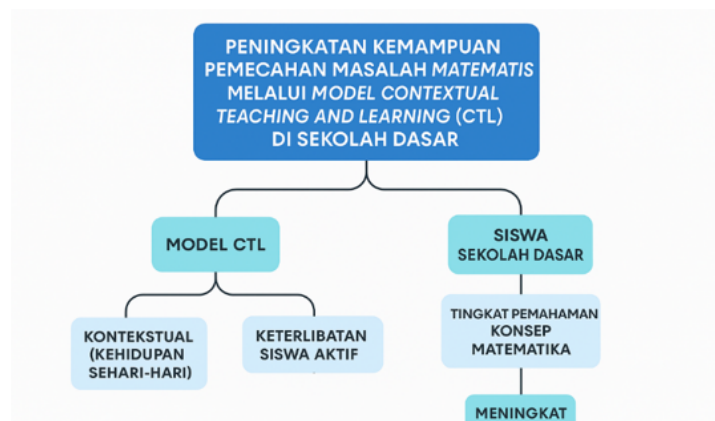 PENINGKATAN KEMAMPUAN
PEMECAHAN MASALAH MATEMATIS
MELALUI MODEL CONTEXTUAL
TEACHING AND LEARNING (CTL)
DI SEKOLAH DASAR
MODEL CTL
SISWA
SEKOLAH DASAR
KONTEKSTUAL
(KEHIDUPAN
SEHARI-HARI)
KETERLIBATAN
SISWA AKTIF
TINGKAT PEMAHAMAN
KONSEP
MATEMATIKA
MENINGKAT